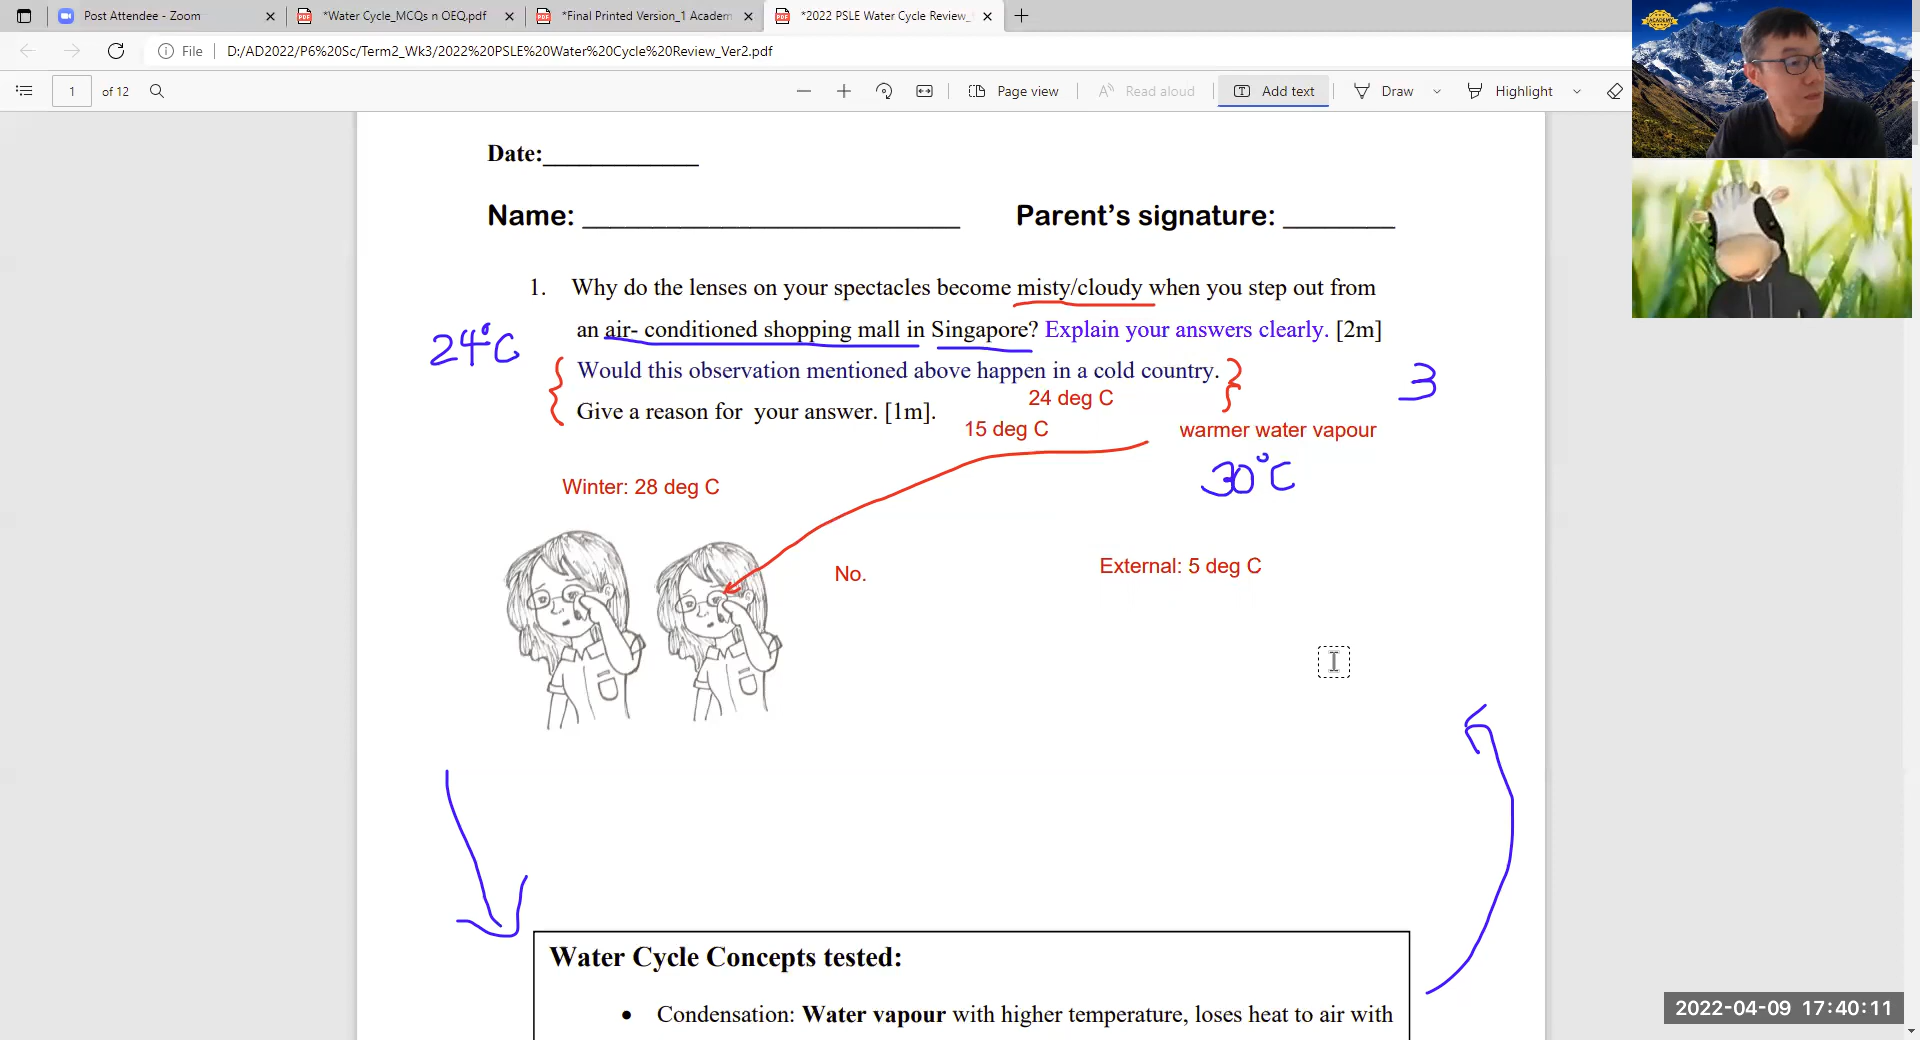 Post Attendee - Zoom
*Water Cycle_MCQs n OEQ.pdf
*Final Printed Version_1 Academ
*2022 PSLE Water Cycle Review_
File
D:/AD2022/P6%20Sc/Term2_Wk3/2022%20PSLE%20Water%20Cycle%20Review_Ver2.pdf
1 of 12
Page view
Read aloud
Add text
Draw
Highlight
Date:____________
Name: ___________________________ Parent's signature: ________
1. Why do the lenses on your spectacles become misty/cloudy when you step out from
an air- conditioned shopping mall in Singapore? Explain your answers clearly. [2m]
24°C
Would this observation mentioned above happen in a cold country.
3
24 deg C
Give a reason for your answer. [1m].
15 deg C
warmer water vapour
30°C
Winter: 28 deg C
External: 5 deg C
No.
Water Cycle Concepts tested:
• Condensation: Water vapour with higher temperature, loses heat to air with
2022-04-09 17:40:11